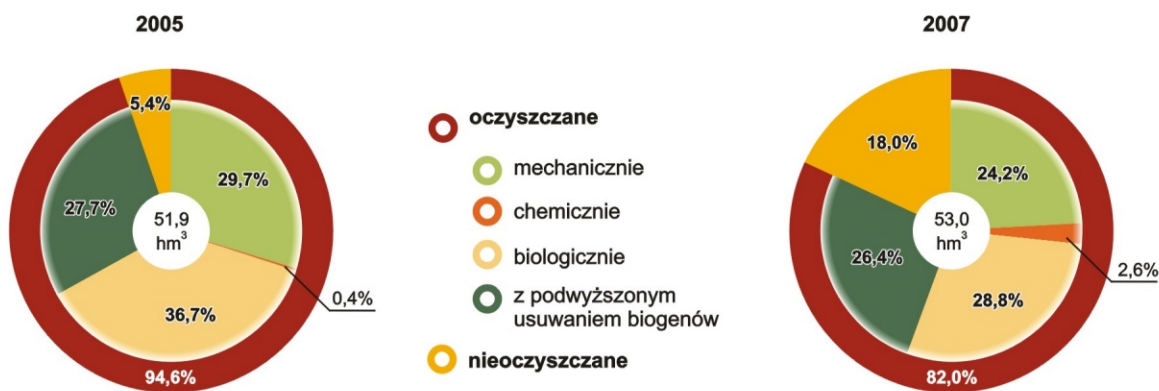 2005
5,4%
29,7%
27,7%
51,9
hm³
36,7%
0,4%
94,6%
oczyszczane
mechanicznie
chemicznie
biologicznie
z podwyższonym
usuwaniem biogenów
nieoczyszczane
2007
18,0%
24,2%
53,0
hm³
26,4%
2,6%
28,8%
82,0%